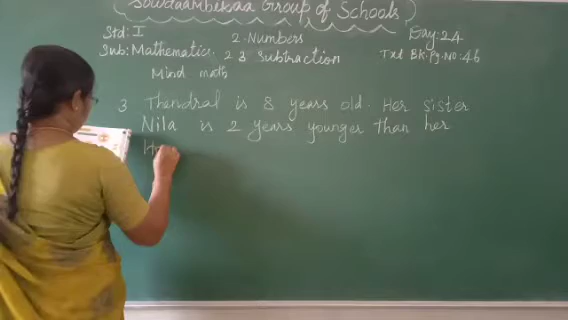 Sowdaambikaa Group of Schools
Std: I 2. Numbers Day: 24
Sub: Mathematics. 2.3 Subtraction Txt BK. Pg. No: 46
Mind math
3 Thendral is 8 years old. Her sister
Nila is 2 years younger than her
H